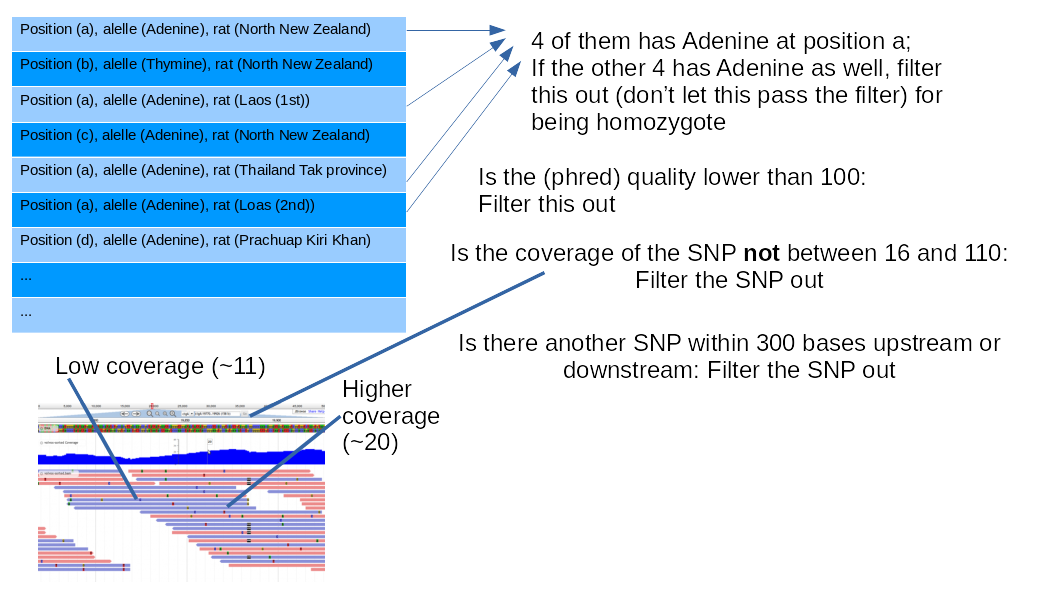 Position (a), alelle (Adenine), rat (North New Zealand)
Position (b), alelle (Thymine), rat (North New Zealand)
Position (a), alelle (Adenine), rat (Laos (1st))
Position (c), alelle (Adenine), rat (North New Zealand)
Position (a), alelle (Adenine), rat (Thailand Tak province)
Position (a), alelle (Adenine), rat (Loas (2nd))
Position (d), alelle (Adenine), rat (Prachuap Kiri Khan)
...
...
4 of them has Adenine at position a;
If the other 4 has Adenine as well, filter
this out (don’t let this pass the filter) for
being homozygote
Is the (phred) quality lower than 100:
Filter this out
Is the coverage of the SNP not between 16 and 110:
Filter the SNP out
Is there another SNP within 300 bases upstream or
downstream: Filter the SNP out
Low coverage (~11)
Higher
coverage
(~20)